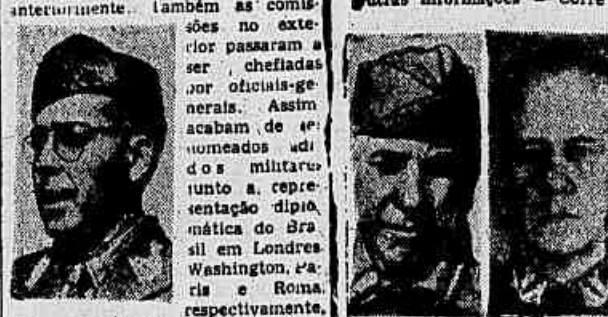 anteriormente. Também as comis-
sões no exte-
rior passaram a
ser chefiadas
por oficiais-ge-
nerais. Assim
acabam de ser
nomeados adi
dos militares
junto a repre-
sentação diplo
mática do Bra
sil em Londres
Washington, Pa-
ris e Roma,
respectivamente,
outras informações — Corre